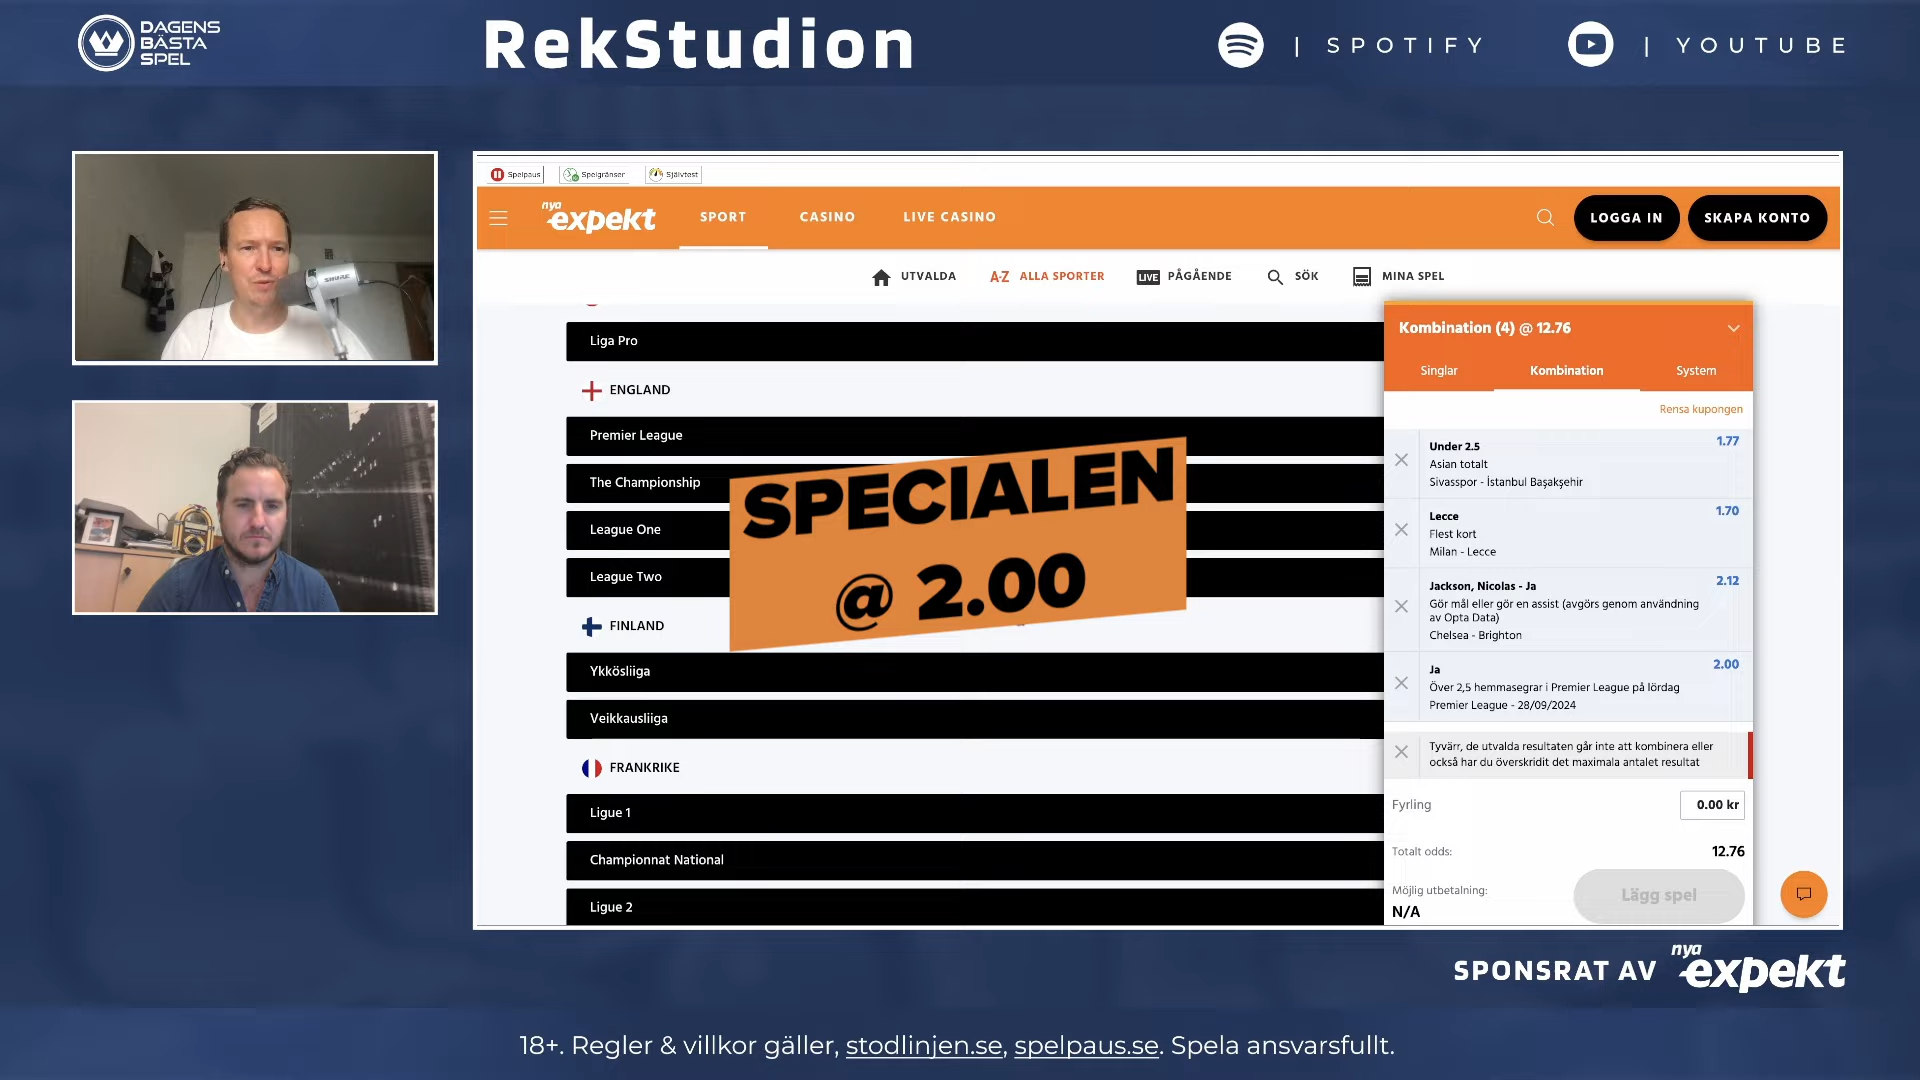 DAGENS
BÄSTA
SPEL
RekStudion
| SPOTIFY
| YOUTUBE
Spelpaus
Spelgränser
Självtest
nya
expekt
SPORT
CASINO
LIVE CASINO
LOGGA IN
SKAPA KONTO
UTVALDA
A-Z ALLA SPORTER
LIVE PÅGÅENDE
SÖK
MINA SPEL
Liga Pro
ENGLAND
Premier League
The Championship
League One
League Two
FINLAND
Ykkösliiga
Veikkausliiga
FRANKRIKE
Ligue 1
Championnat National
Ligue 2
SPECIALEN
@ 2.00
Kombination (4) @ 12.76
Singlar
Kombination
System
Rensa kupongen
Under 2.5
1.77
Asian totalt
Sivasspor - İstanbul Başakşehir
Lecce
1.70
Flest kort
Milan - Lecce
Jackson, Nicolas - Ja
2.12
Gör mål eller gör en assist (avgörs genom användning
av Opta Data)
Chelsea - Brighton
Ja
2.00
Över 2,5 hemmasegrar i Premier League på lördag
Premier League - 28/09/2024
Tyvärr, de utvalda resultaten går inte att kombinera eller
också har du överskridit det maximala antalet resultat
Fyrling
0.00 kr
Totalt odds:
12.76
Möjlig utbetalning:
N/A
Lägg spel
SHURE
SPONSRAT AV
nya
expekt
18+. Regler & villkor gäller, stodlinjen.se, spelpaus.se. Spela ansvarsfullt.